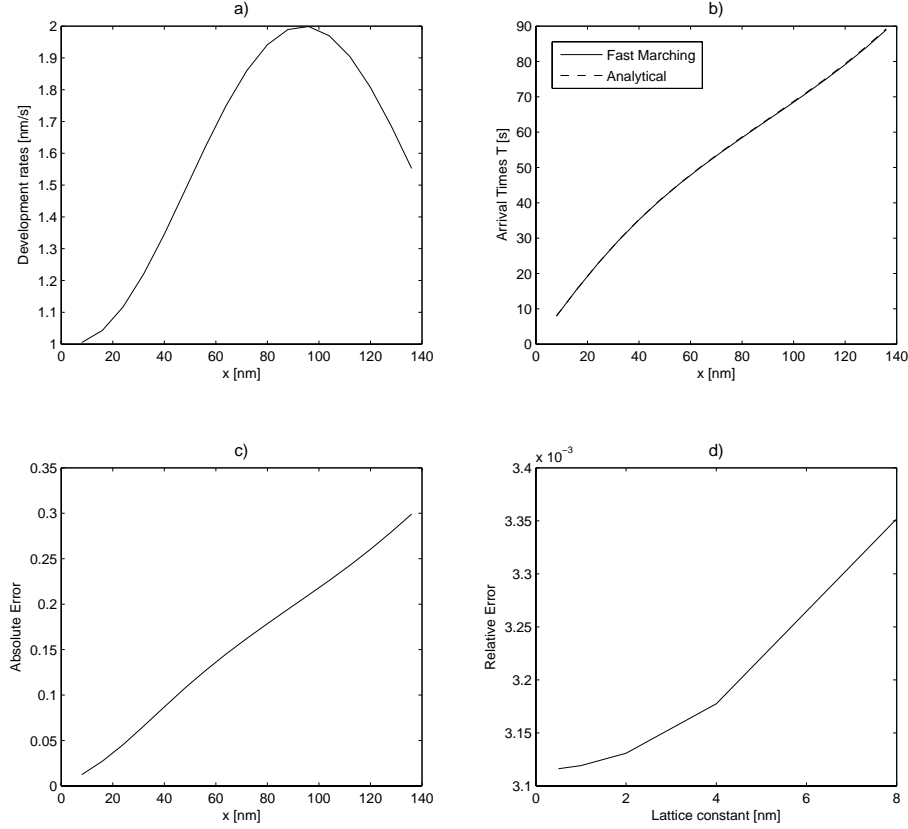 a)
Development rates [nm/s]
2
1.9
1.8
1.7
1.6
1.5
1.4
1.3
1.2
1.1
1
0 20 40 60 80 100 120 140
x [nm]
b)
Arrival Times T [s]
90
80
70
60
50
40
30
20
10
0
Fast Marching
Analytical
0 20 40 60 80 100 120 140
x [nm]
c)
Absolute Error
0.35
0.3
0.25
0.2
0.15
0.1
0.05
0
0 20 40 60 80 100 120 140
x [nm]
d)
x 10⁻³
Relative Error
3.4
3.35
3.3
3.25
3.2
3.15
3.1
0 2 4 6 8
Lattice constant [nm]